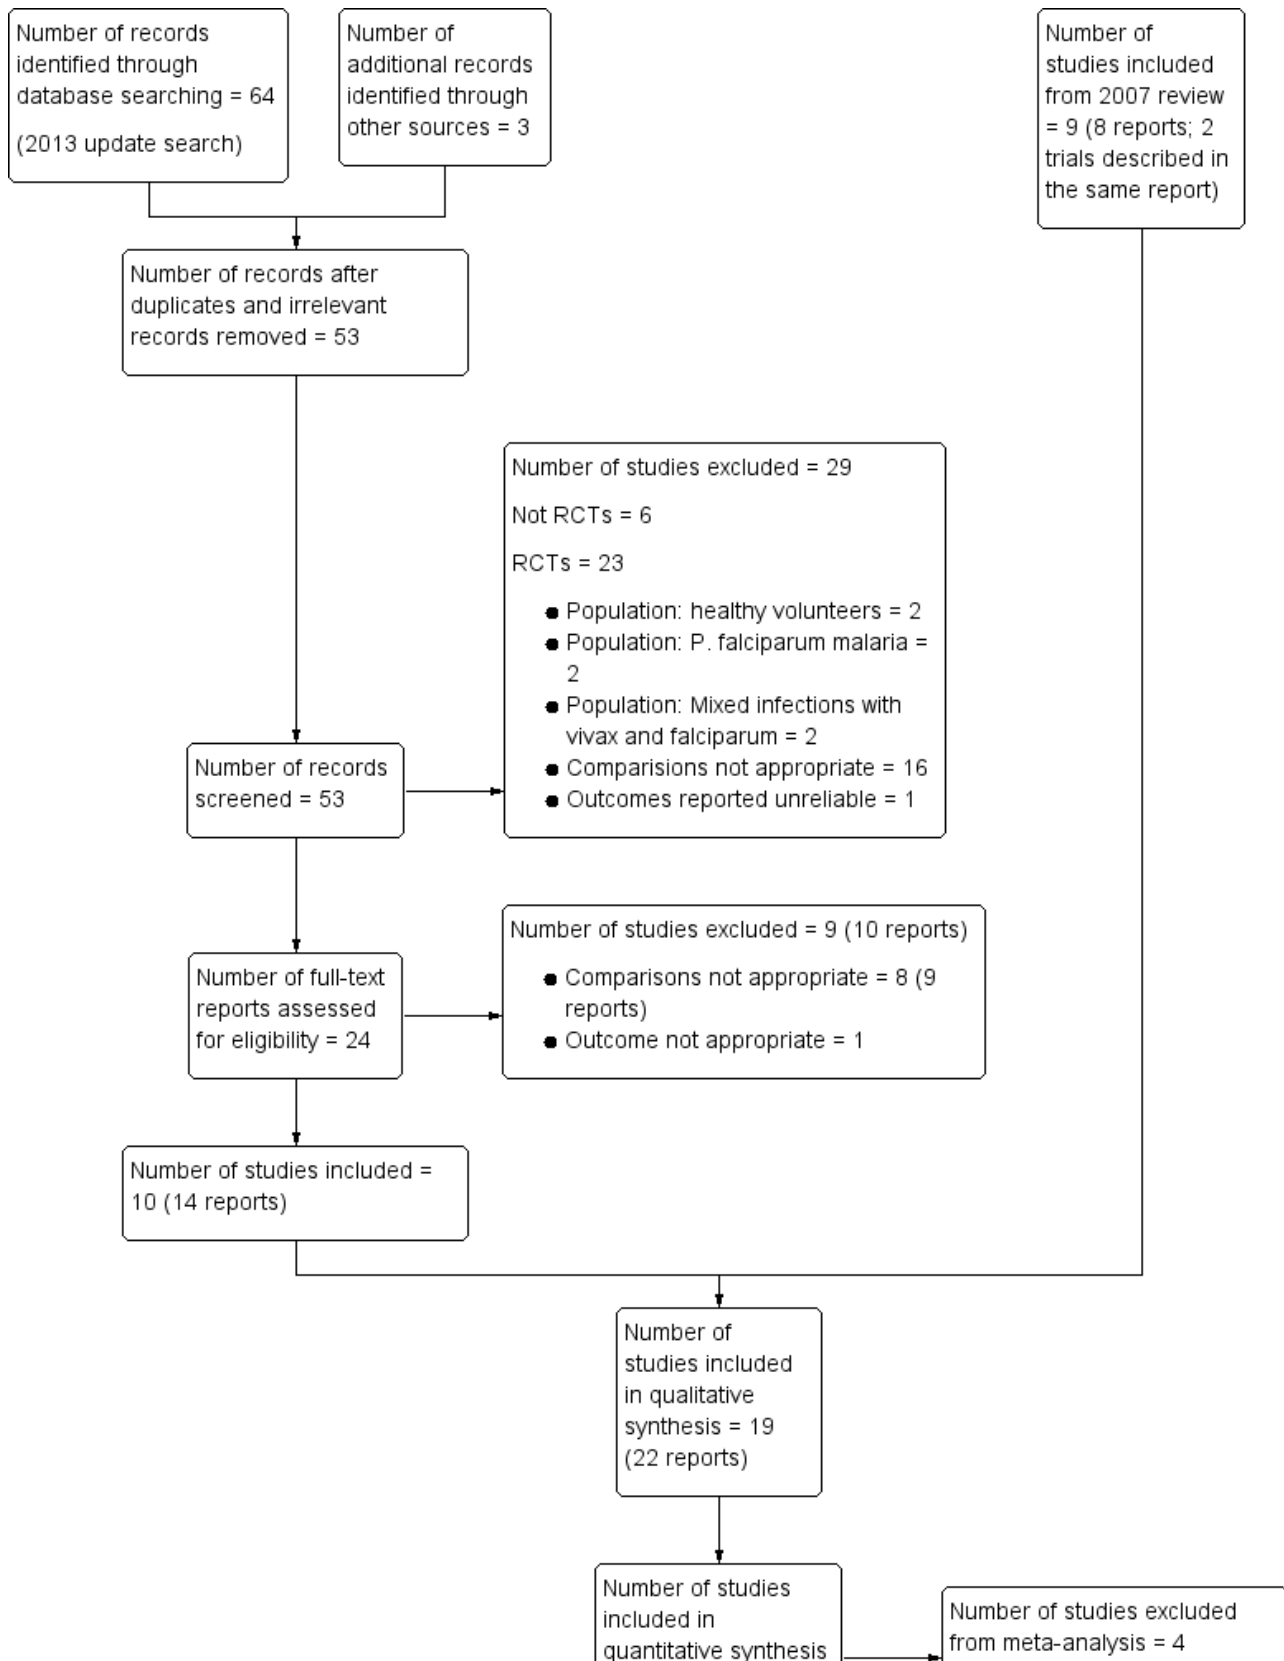 Number of records
identified through
database searching = 64
(2013 update search)
Number of
additional records
identified through
other sources = 3
Number of
studies included
from 2007 review
= 9 (8 reports; 2
trials described in
the same report)
Number of records after
duplicates and irrelevant
records removed = 53
Number of studies excluded = 29
Not RCTs = 6
RCTs = 23
● Population: healthy volunteers = 2
● Population: P. falciparum malaria =
2
● Population: Mixed infections with
vivax and falciparum = 2
● Comparisions not appropriate = 16
● Outcomes reported unreliable = 1
Number of records
screened = 53
Number of studies excluded = 9 (10 reports)
● Comparisons not appropriate = 8 (9
reports)
● Outcome not appropriate = 1
Number of full-text
reports assessed
for eligibility = 24
Number of studies included =
10 (14 reports)
Number of
studies included
in qualitative
synthesis = 19
(22 reports)
Number of studies
included in
quantitative synthesis
Number of studies excluded
from meta-analysis = 4